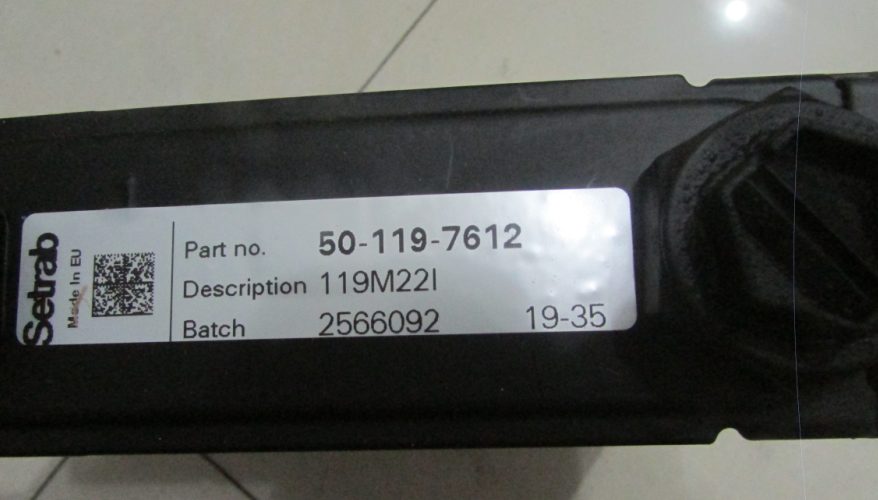 Setrab
Made In EU
Part no. 50-119-7612
Description 119M22I
Batch 2566092 19-35